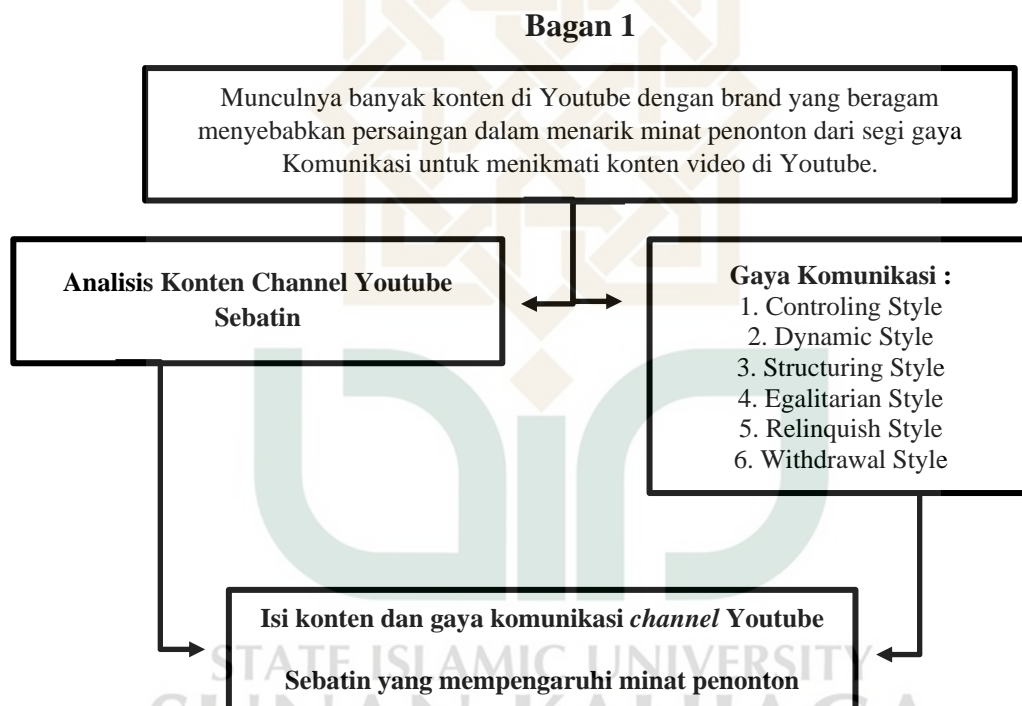 Bagan 1
Munculnya banyak konten di Youtube dengan brand yang beragam
menyebabkan persaingan dalam menarik minat penonton dari segi gaya
Komunikasi untuk menikmati konten video di Youtube.
Analisis Konten Channel Youtube
Sebatin
Gaya Komunikasi :
1. Controling Style
2. Dynamic Style
3. Structuring Style
4. Egalitarian Style
5. Relinquish Style
6. Withdrawal Style
Isi konten dan gaya komunikasi channel Youtube
STATE ISLAMIC UNIVERSITY
Sebatin yang mempengaruhi minat penonton